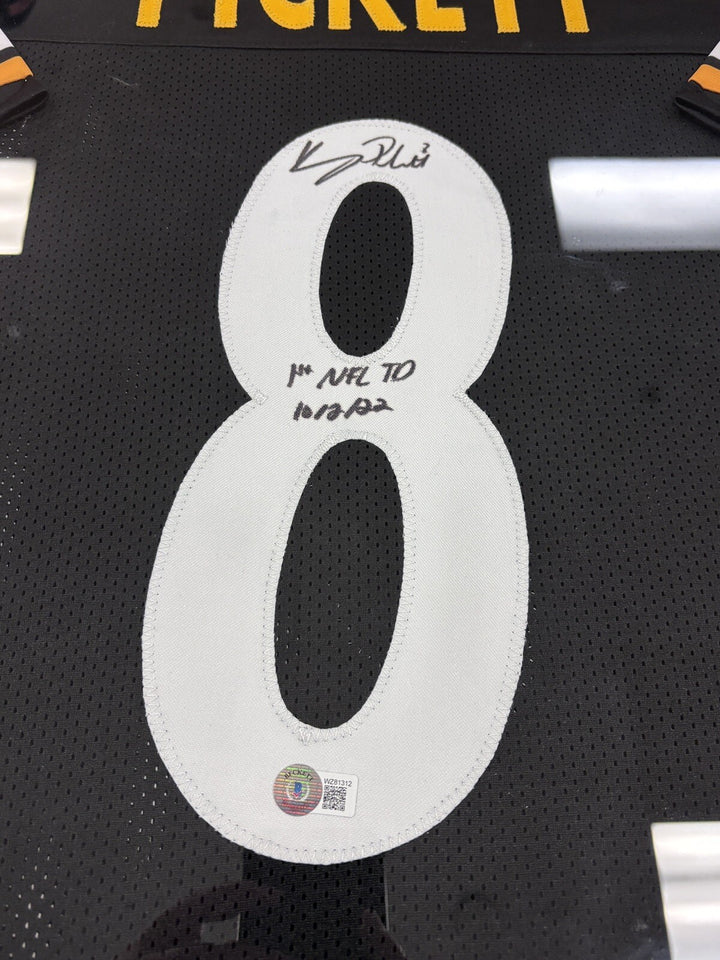 PICKETT
1st NFL TD
10/2/22
BECKETT
B
WZ81312